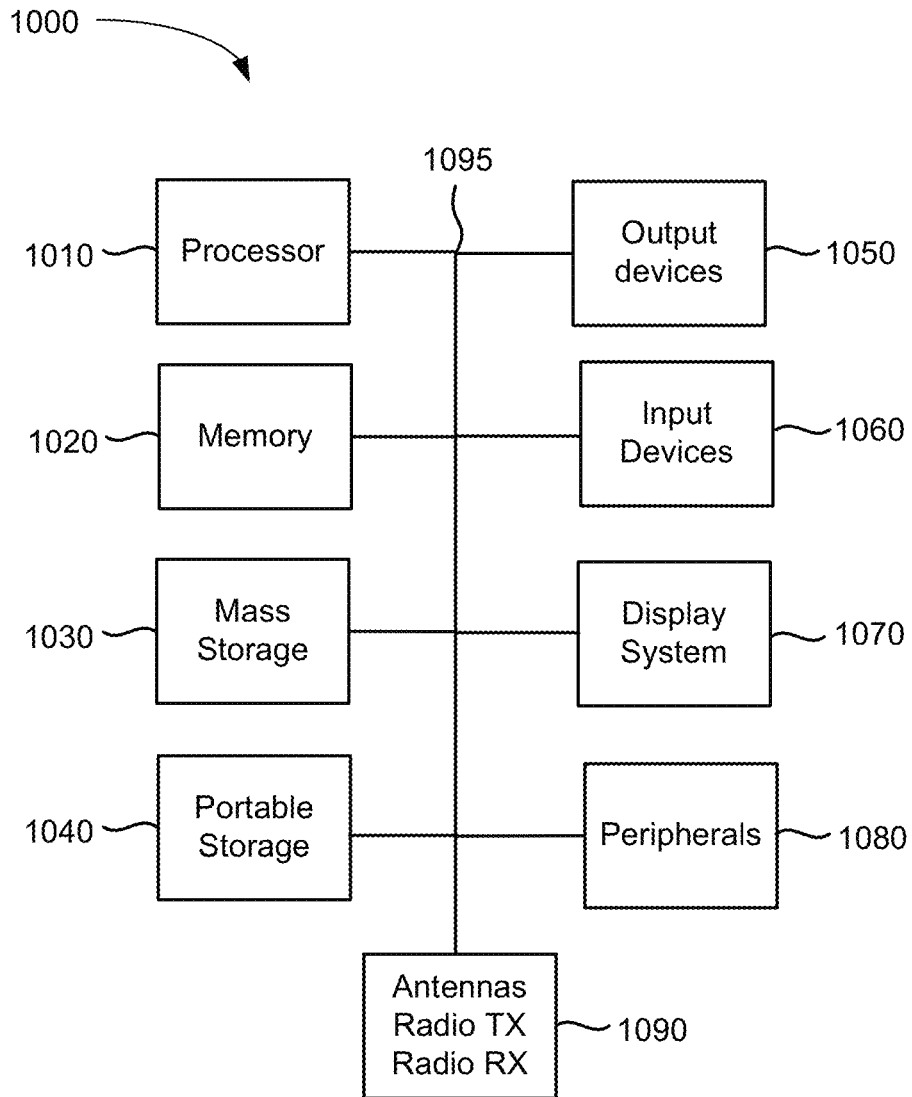 1000
1095
1010
Processor
Output
devices
1050
1020
Memory
Input
Devices
1060
1030
Mass
Storage
Display
System
1070
1040
Portable
Storage
Peripherals
1080
Antennas
Radio TX
Radio RX
1090